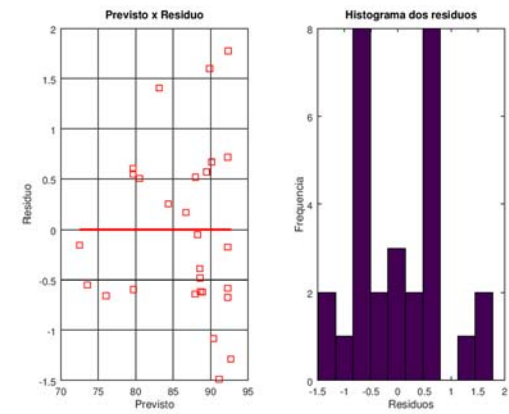 Previsto x Residuo
2
1.5
1
0.5
0
-0.5
-1
-1.5
70 75 80 85 90 95
Residuo
Previsto
Histograma dos residuos
8
6
4
2
0
-1.5 -1 -0.5 0 0.5 1 1.5 2
Frequencia
Residuos